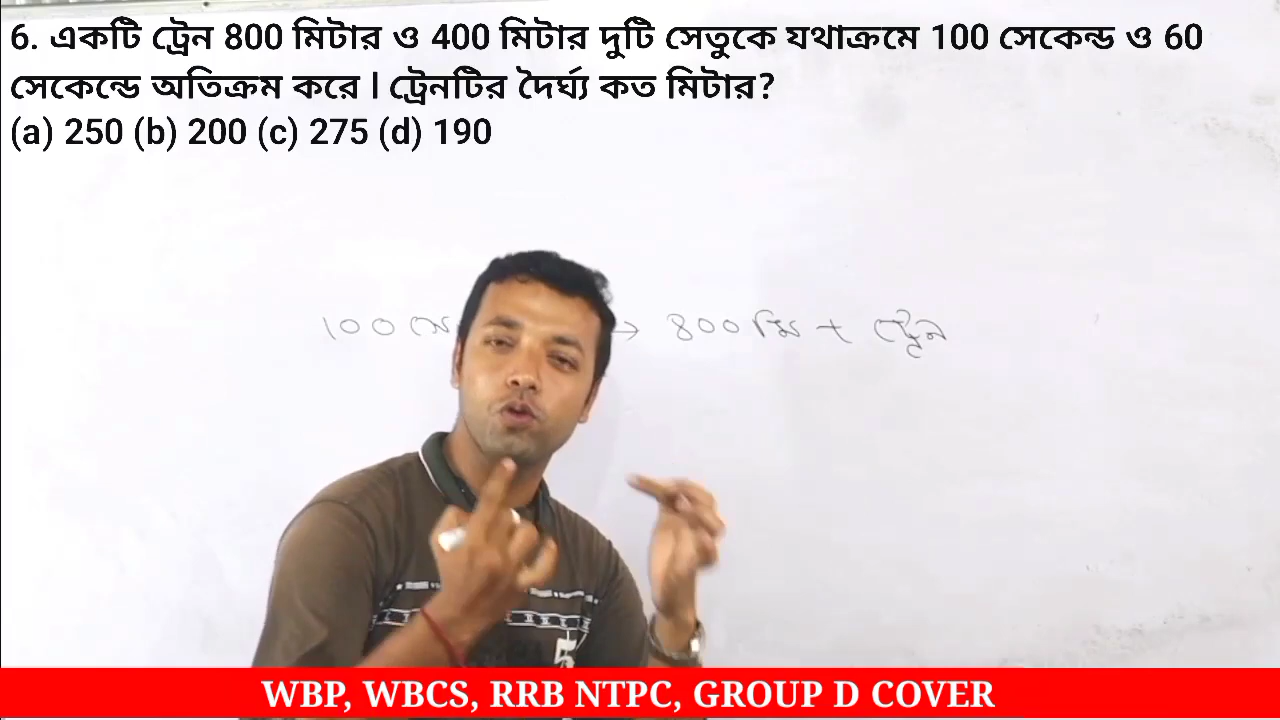 6. একটি ট্রেন 800 মিটার ও 400 মিটার দুটি সেতুকে যথাক্রমে 100 সেকেন্ড ও 60
সেকেন্ডে অতিক্রম করে । ট্রেনটির দৈর্ঘ্য কত মিটার?
(a) 250 (b) 200 (c) 275 (d) 190
100 সে → 800 মি + ট্রেন
WBP, WBCS, RRB NTPC, GROUP D COVER